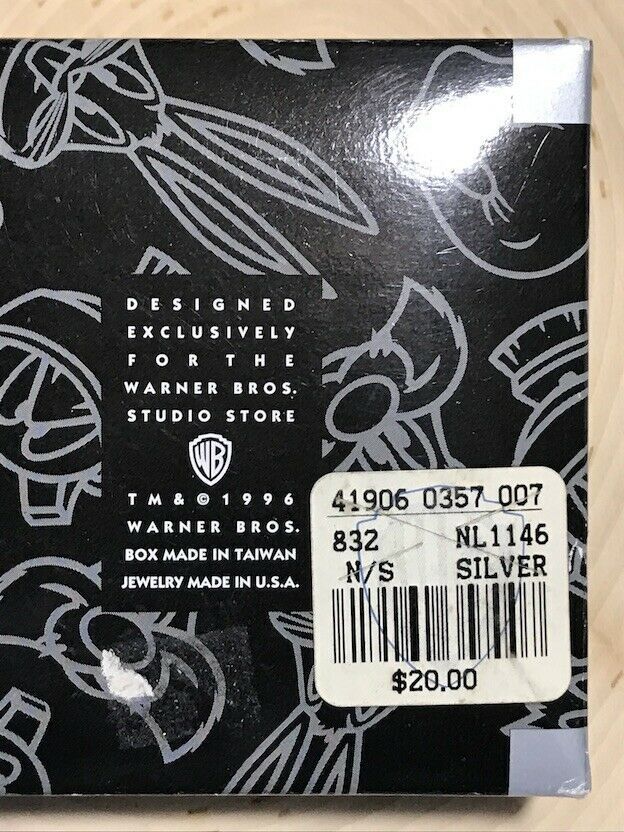 DESIGNED
EXCLUSIVELY
FOR THE
WARNER BROS.
STUDIO STORE
WB
TM & © 1996
WARNER BROS.
BOX MADE IN TAIWAN
JEWELRY MADE IN U.S.A.
41906 0357 007
832 NL1146
N/S SILVER
$20.00